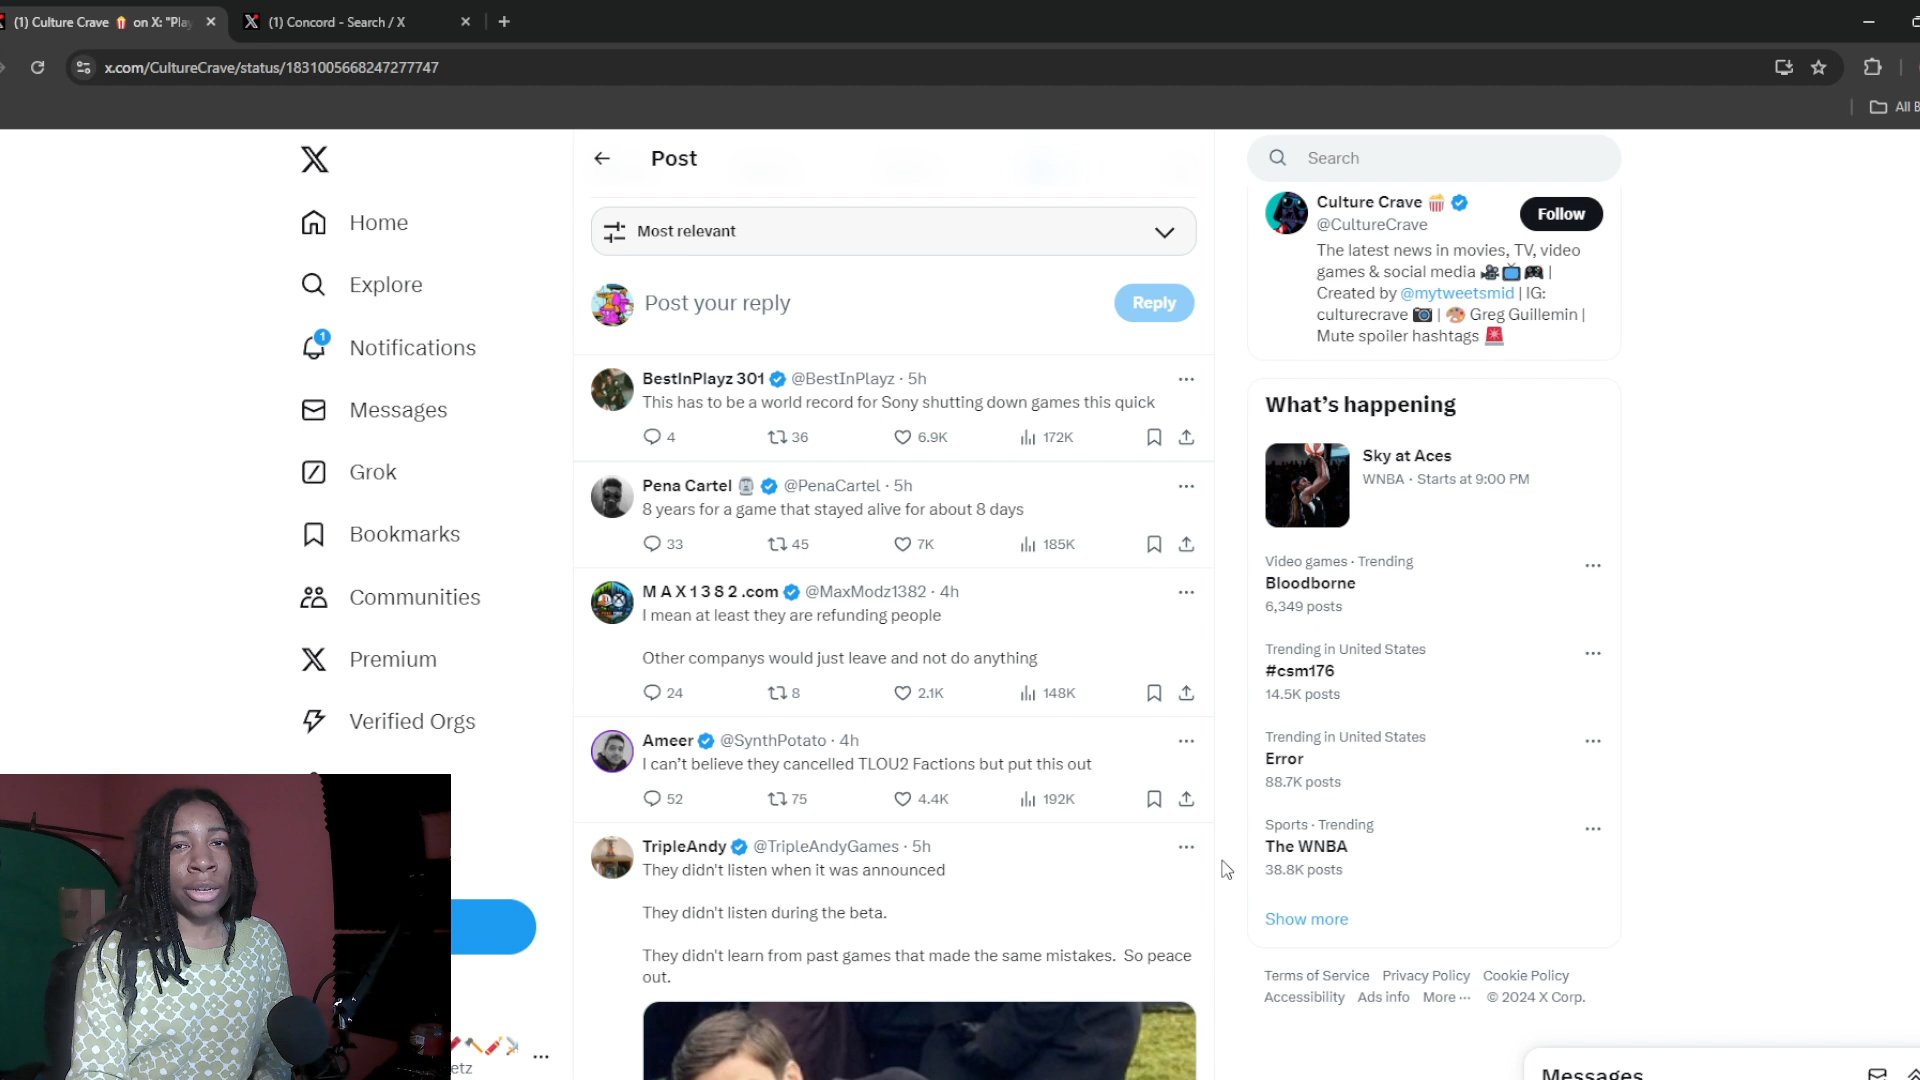 (1) Culture Crave 🍿 on X: "Pla
(1) Concord - Search / X
x.com/CultureCrave/status/1831005668247277747
All B
Home
Explore
1
Notifications
Messages
Grok
Bookmarks
Communities
Premium
Verified Orgs
etz
Post
Most relevant
Post your reply
Reply
BestInPlayz 301 @BestInPlayz · 5h
This has to be a world record for Sony shutting down games this quick
4 36 6.9K 172K
Pena Cartel 🗿 @PenaCartel · 5h
8 years for a game that stayed alive for about 8 days
33 45 7K 185K
M A X 1 3 8 2 .com @MaxModz1382 · 4h
I mean at least they are refunding people
Other companys would just leave and not do anything
24 8 2.1K 148K
Ameer @SynthPotato · 4h
I can't believe they cancelled TLOU2 Factions but put this out
52 75 4.4K 192K
TripleAndy @TripleAndyGames · 5h
They didn't listen when it was announced
They didn't listen during the beta.
They didn't learn from past games that made the same mistakes. So peace
out.
Search
Culture Crave 🍿
@CultureCrave
Follow
The latest news in movies, TV, video
games & social media 🎥📺🎮 |
Created by @mytweetsmid | IG:
culturecrave 📷 | 🎨 Greg Guillemin |
Mute spoiler hashtags 🚨
What's happening
Sky at Aces
WNBA · Starts at 9:00 PM
Video games · Trending
Bloodborne
6,349 posts
Trending in United States
#csm176
14.5K posts
Trending in United States
Error
88.7K posts
Sports · Trending
The WNBA
38.8K posts
Show more
Terms of Service Privacy Policy Cookie Policy
Accessibility Ads info More ··· © 2024 X Corp.
Messages